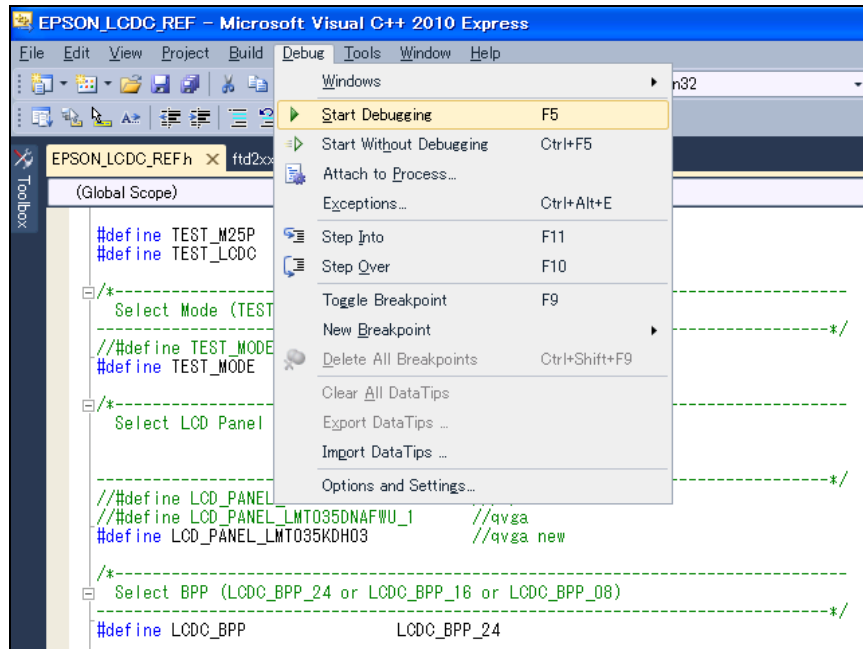 EPSON_LCDC_REF - Microsoft Visual C++ 2010 Express
File Edit View Project Build Debug Tools Window Help
n32
Windows
Start Debugging F5
Start Without Debugging Ctrl+F5
Attach to Process...
Exceptions... Ctrl+Alt+E
Step Into F11
Step Over F10
Toggle Breakpoint F9
New Breakpoint
Delete All Breakpoints Ctrl+Shift+F9
Clear All DataTips
Export DataTips ...
Import DataTips ...
Options and Settings...
Toolbox
EPSON_LCDC_REF.h ftd2xx
(Global Scope)
#define TEST_M25P
#define TEST_LCDC
/*------------------------------------------------------------
Select Mode (TEST
------------------------------------------------------------*/
//#define TEST_MODE
#define TEST_MODE
/*------------------------------------------------------------
Select LCD Panel
------------------------------------------------------------*/
//#define LCD_PANEL_
//#define LCD_PANEL_LMT035DNAFWU_1 //qvga
#define LCD_PANEL_LMT035KDH03 //qvga new
/*------------------------------------------------------------
Select BPP (LCDC_BPP_24 or LCDC_BPP_16 or LCDC_BPP_08)
------------------------------------------------------------*/
#define LCDC_BPP LCDC_BPP_24